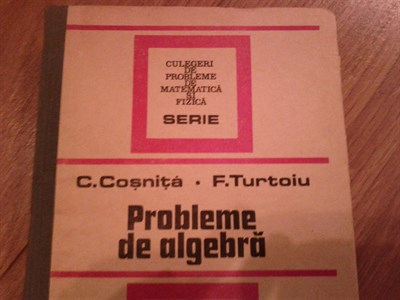 CULEGERI
DE
PROBLEME
DE
MATEMATICĂ
ȘI
FIZICĂ
SERIE
C.Coșniță • F.Turtoiu
Probleme
de algebră